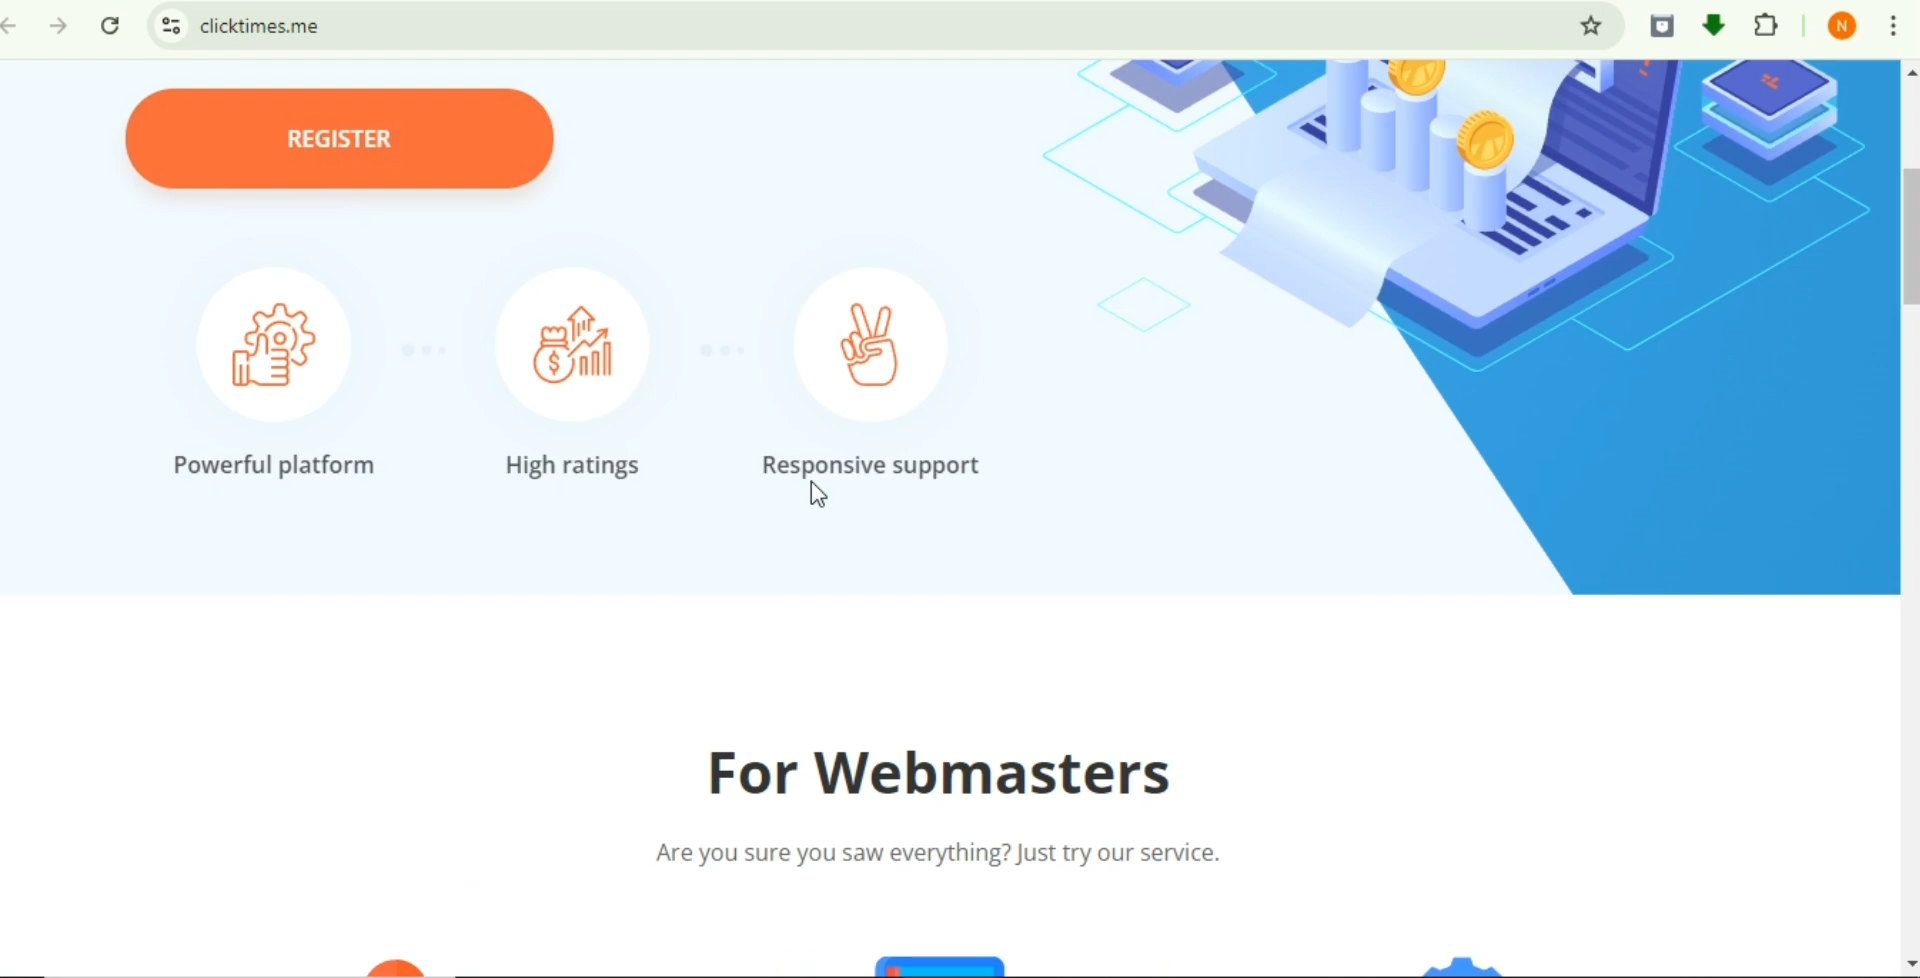 clicktimes.me
N
REGISTER
Powerful platform
High ratings
Responsive support
For Webmasters
Are you sure you saw everything? Just try our service.